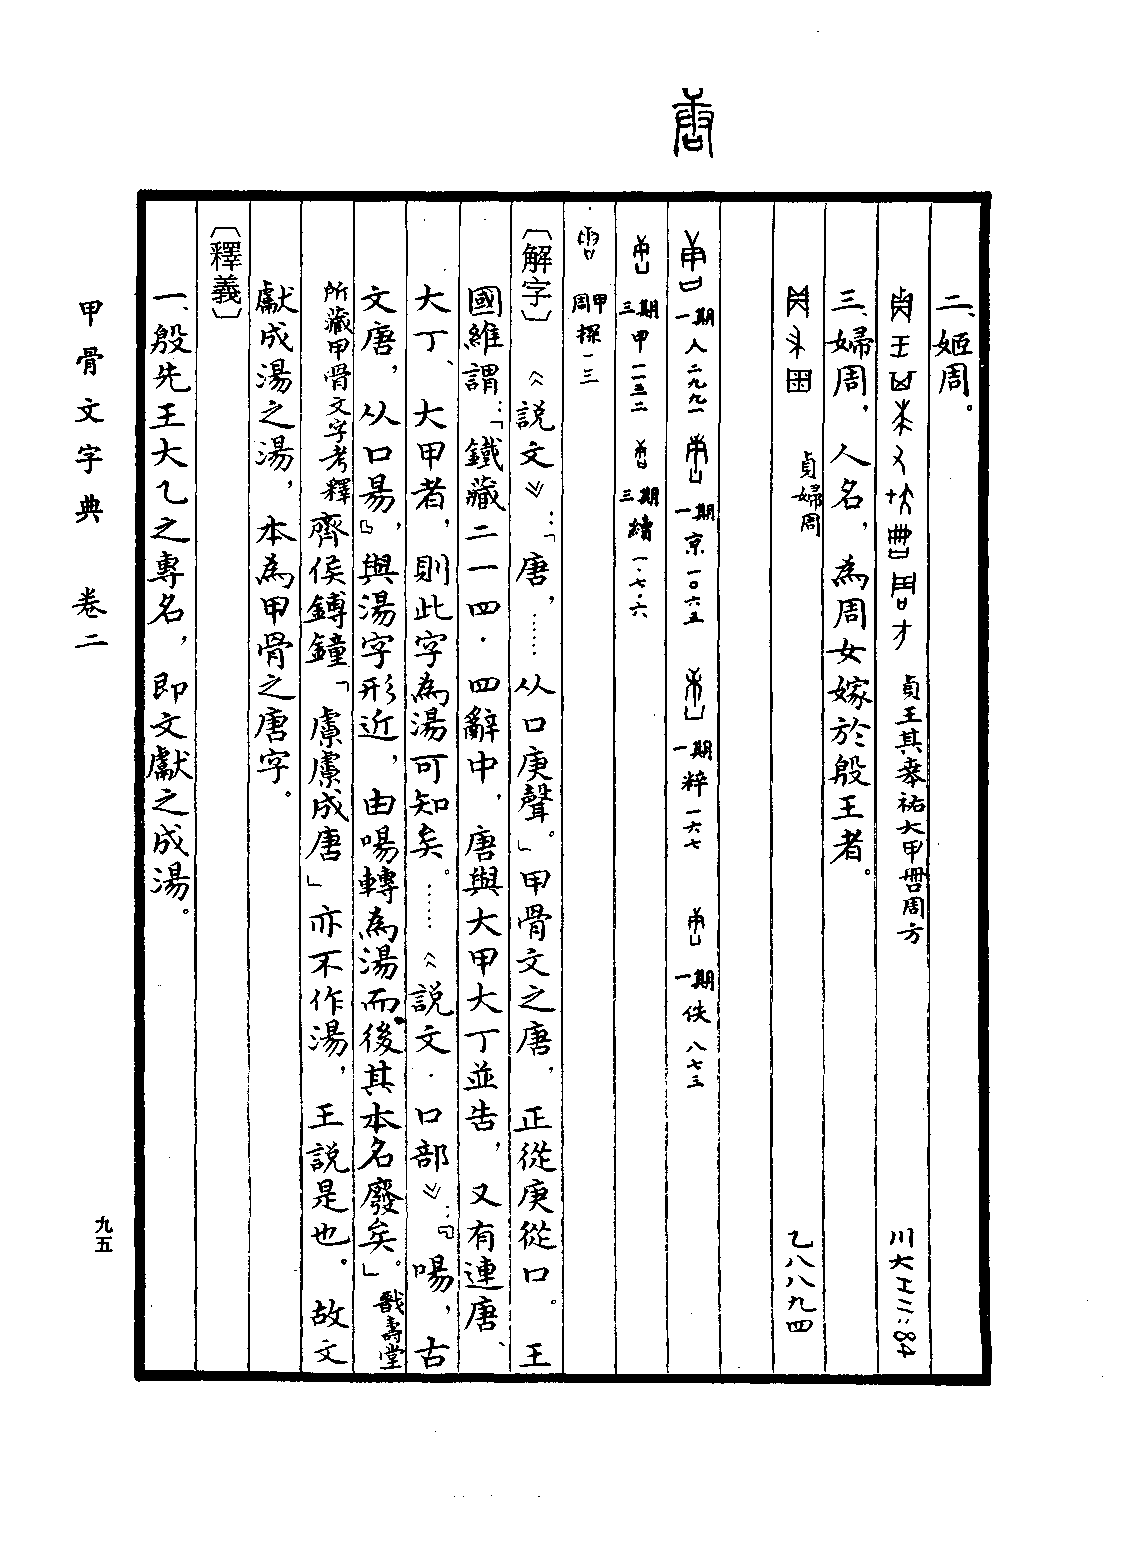 唐
二、姬周。
貞王其桒祐大甲𠭯周方 川大工二:84
三、婦周，人名，為周女嫁於殷王者。
貞婦周 乙八八九四
一期 人二九九一 一期 京一〇六五 一期 粹一六七 一期 佚八七三
三期 甲一一三二 三期 續一·七·六
周甲 探一三
〔解字〕《說文》：「唐，……从口庚聲。」甲骨文之唐，正從庚從口。王
國維謂：「鐵藏二一四·四辭中，唐與大甲大丁並告，又有連唐、
大丁、大甲者，則此字為湯可知矣。……《說文·口部》：『啺，古
文唐，从口昜』，與湯字形近，由啺轉為湯而後其本名廢矣。」戩壽堂
所藏甲骨文字考釋 齊侯鎛鐘「虡虡成唐」亦不作湯，王說是也。故文
獻成湯之湯，本為甲骨之唐字。
〔釋義〕
一、殷先王大乙之專名，即文獻之成湯。
甲骨文字典 卷二
九五